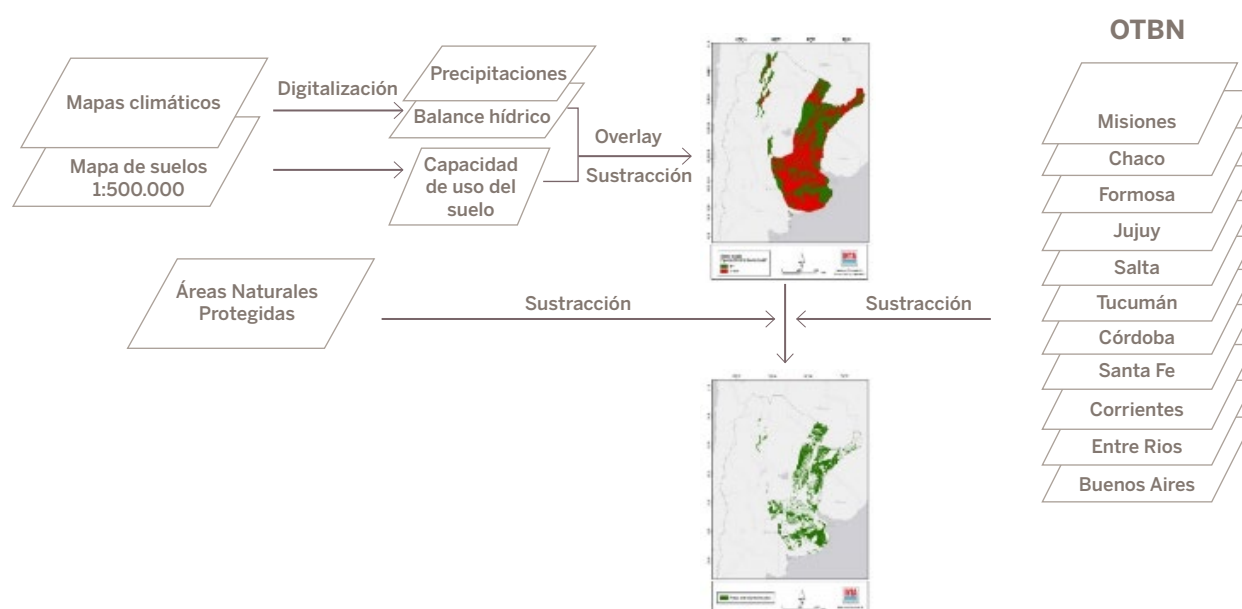 OTBN
Mapas climáticos
Mapa de suelos
1:500.000
Digitalización
Precipitaciones
Balance hídrico
Capacidad
de uso del
suelo
Overlay
Sustracción
Áreas Naturales
Protegidas
Sustracción
Sustracción
Misiones
Chaco
Formosa
Jujuy
Salta
Tucumán
Córdoba
Santa Fe
Corrientes
Entre Rios
Buenos Aires
INTA